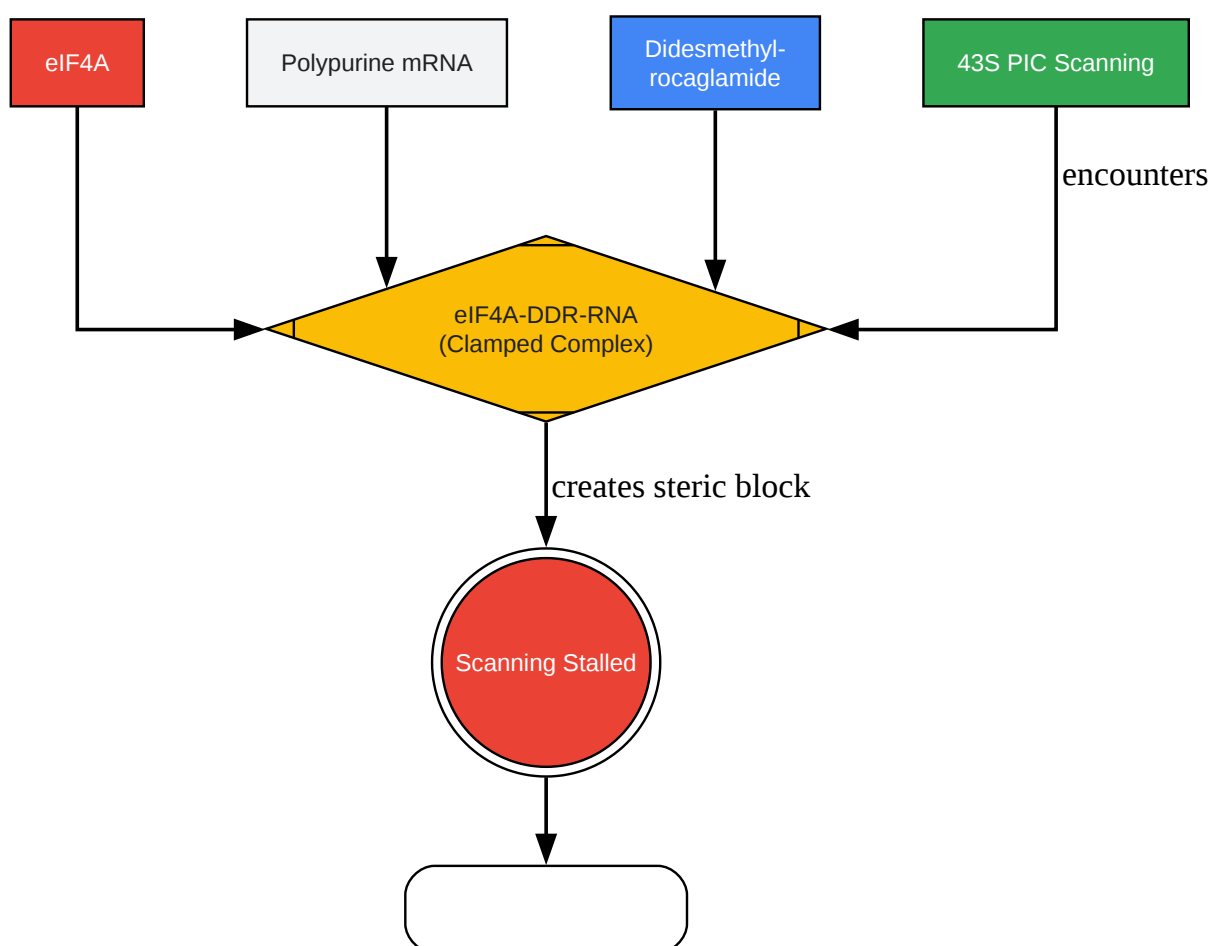 eIF4A
Polypurine mRNA
Didesmethyl-
rocaglamide
43S PIC Scanning
encounters
eIF4A-DDR-RNA
(Clamped Complex)
creates steric block
Scanning Stalled